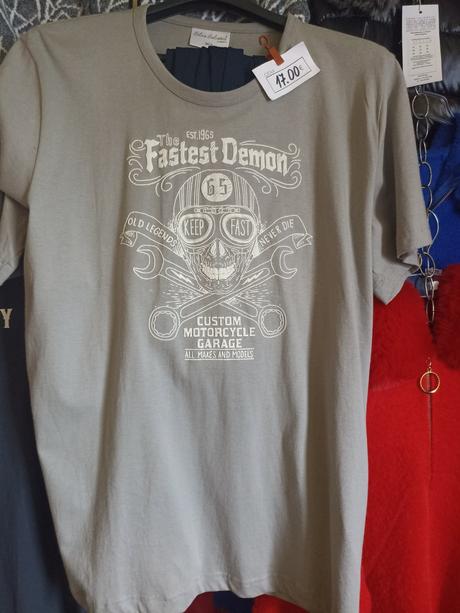 17.00€
EST. 1965
The
Fastest Demon
65
KEEP FAST
OLD LEGENDS NEVER DIE
CUSTOM
MOTORCYCLE
GARAGE
ALL MAKES AND MODELS
Y